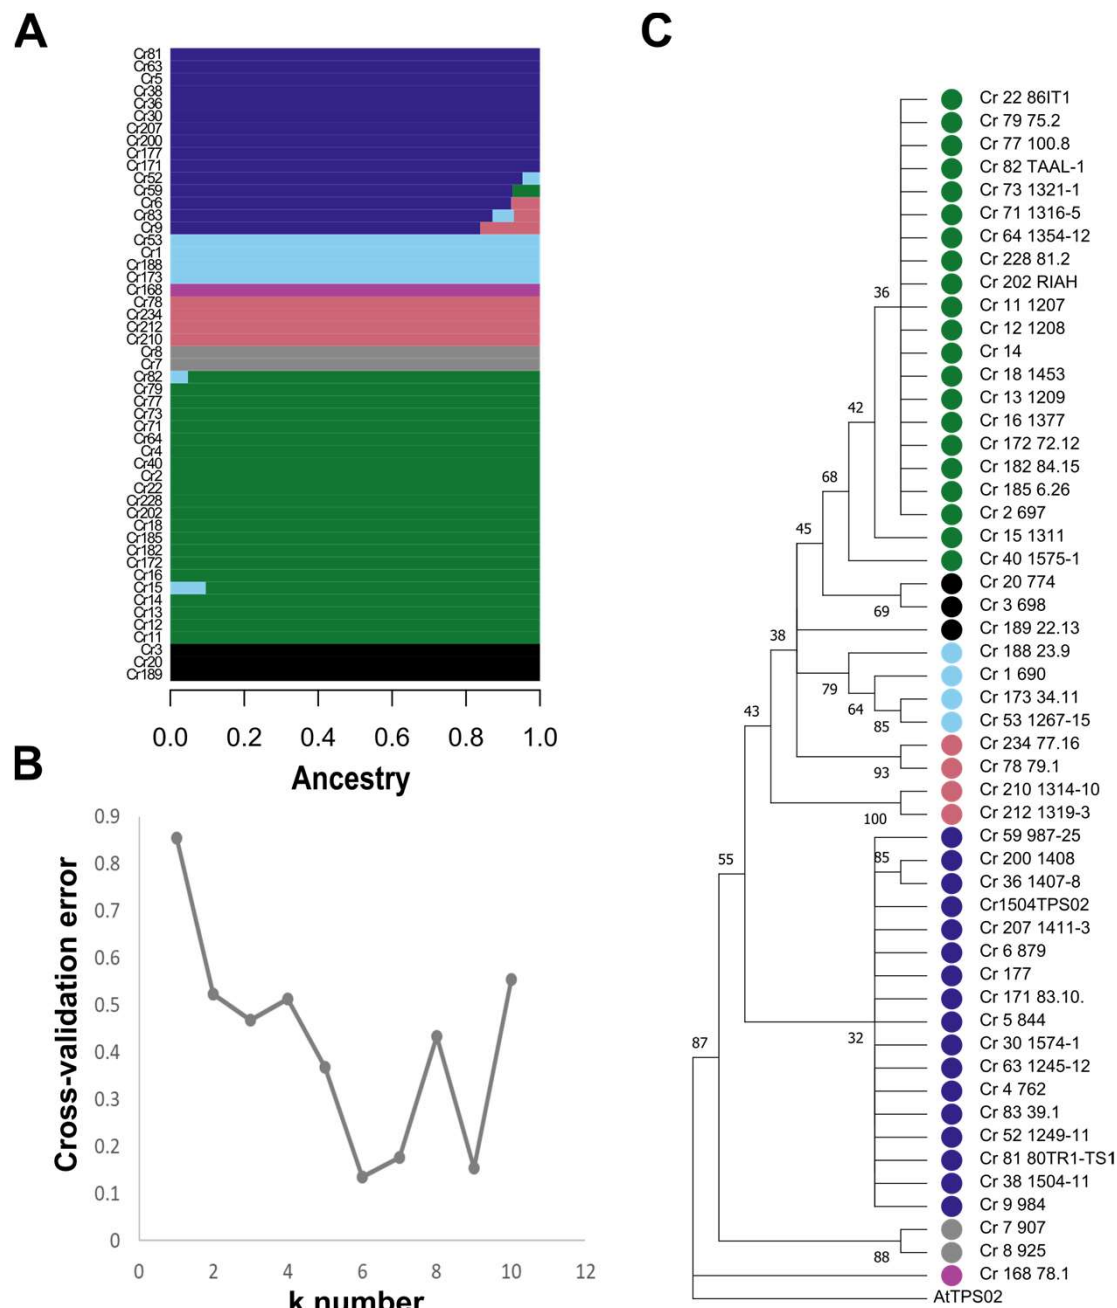 A
Cr81
Cr63
Cr5
Cr38
Cr36
Cr30
Cr207
Cr200
Cr177
Cr171
Cr52
Cr59
Cr6
Cr83
Cr9
Cr53
Cr1
Cr188
Cr173
Cr168
Cr78
Cr234
Cr212
Cr210
Cr8
Cr7
Cr82
Cr79
Cr77
Cr73
Cr71
Cr64
Cr4
Cr40
Cr2
Cr22
Cr228
Cr202
Cr18
Cr185
Cr182
Cr172
Cr16
Cr15
Cr14
Cr13
Cr12
Cr11
Cr3
Cr20
Cr189
0.0 0.2 0.4 0.6 0.8 1.0
Ancestry
B
Cross-validation error
0.9
0.8
0.7
0.6
0.5
0.4
0.3
0.2
0.1
0
0 2 4 6 8 10 12
k number
C
Cr 22 86IT1
Cr 79 75.2
Cr 77 100.8
Cr 82 TAAL-1
Cr 73 1321-1
Cr 71 1316-5
Cr 64 1354-12
Cr 228 81.2
Cr 202 RIAH
36
Cr 11 1207
Cr 12 1208
Cr 14
Cr 18 1453
Cr 13 1209
42
Cr 16 1377
Cr 172 72.12
Cr 182 84.15
68
Cr 185 6.26
Cr 2 697
45
Cr 15 1311
Cr 40 1575-1
Cr 20 774
Cr 3 698
69
Cr 189 22.13
38
Cr 188 23.9
Cr 1 690
79
Cr 173 34.11
64
Cr 53 1267-15
43
85
Cr 234 77.16
Cr 78 79.1
93
Cr 210 1314-10
Cr 212 1319-3
100
Cr 59 987-25
55
85
Cr 200 1408
Cr 36 1407-8
Cr1504TPS02
Cr 207 1411-3
Cr 6 879
Cr 177
Cr 171 83.10.
Cr 5 844
87
32
Cr 30 1574-1
Cr 63 1245-12
Cr 4 762
Cr 83 39.1
Cr 52 1249-11
Cr 81 80TR1-TS1
Cr 38 1504-11
Cr 9 984
Cr 7 907
Cr 8 925
88
Cr 168 78.1
AtTPS02